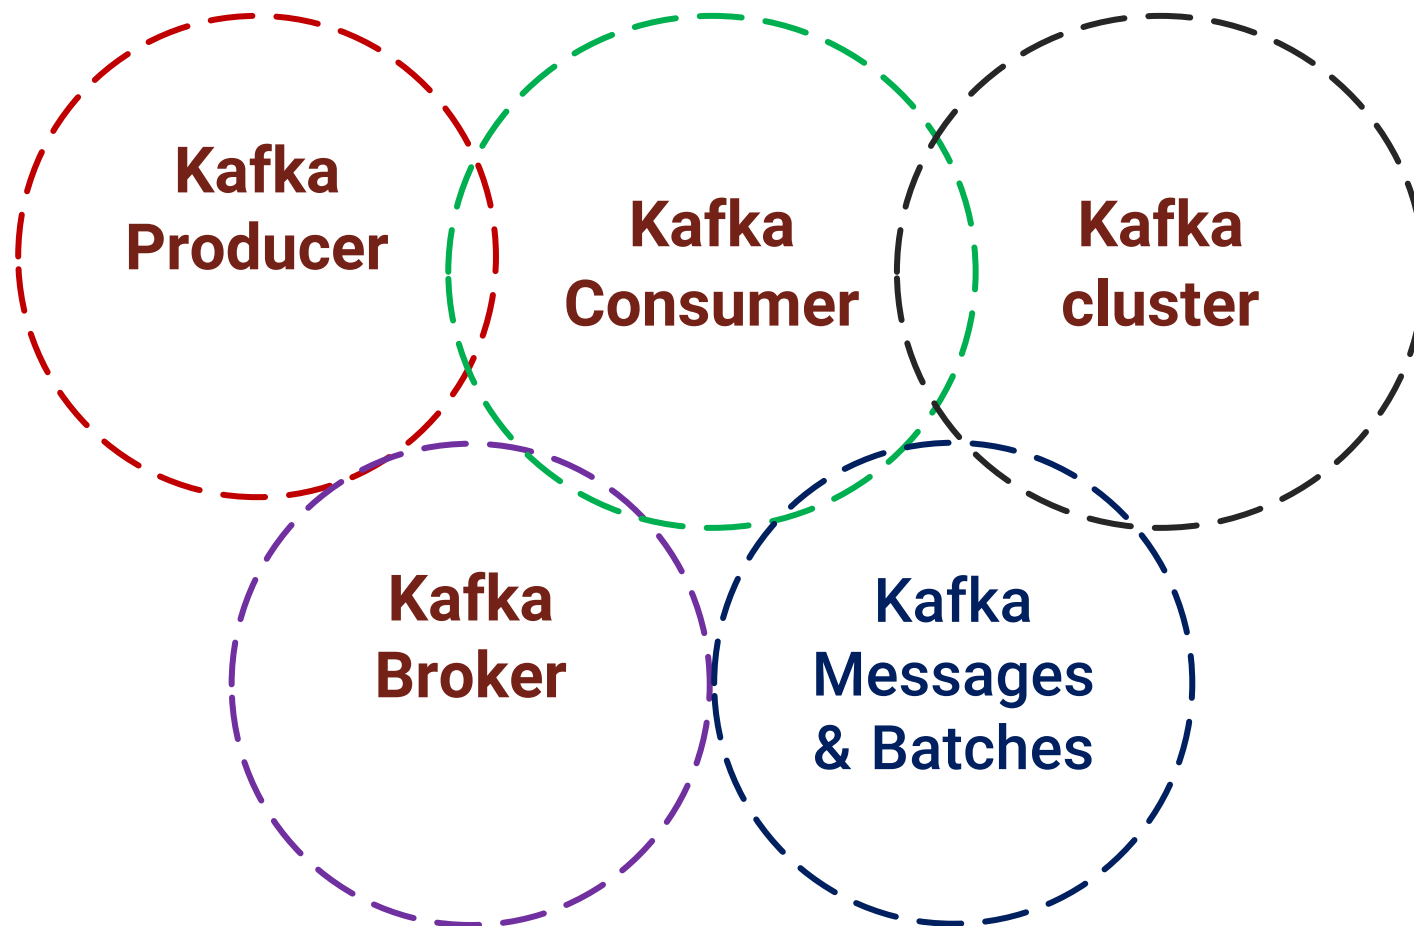 Kafka
Producer
Kafka
Consumer
Kafka
cluster
Kafka
Broker
Kafka
Messages
& Batches